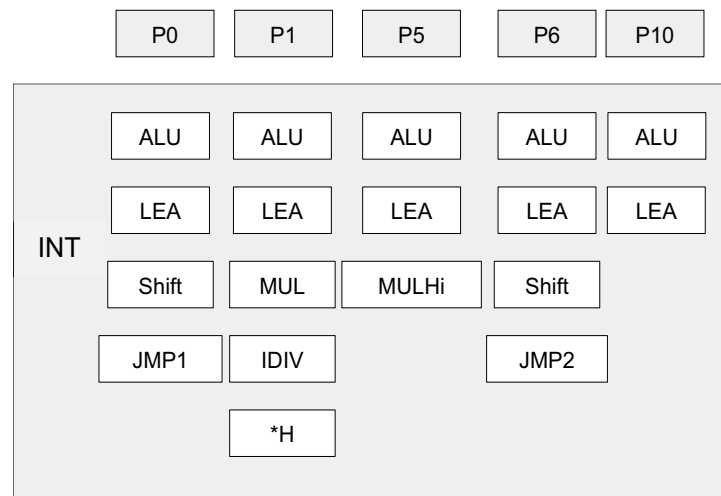 P0 P1 P5 P6 P10
ALU ALU ALU ALU ALU
LEA LEA LEA LEA LEA
INT
Shift MUL MULHi Shift
JMP1 IDIV JMP2
*H